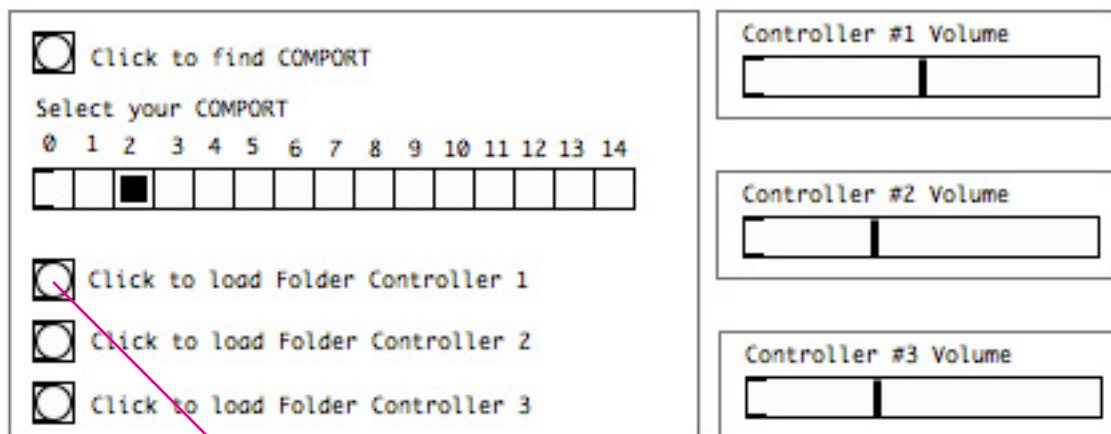 Click to find COMPORT
Select your COMPORT
0 1 2 3 4 5 6 7 8 9 10 11 12 13 14
Click to load Folder Controller 1
Click to load Folder Controller 2
Click to load Folder Controller 3
Controller #1 Volume
Controller #2 Volume
Controller #3 Volume